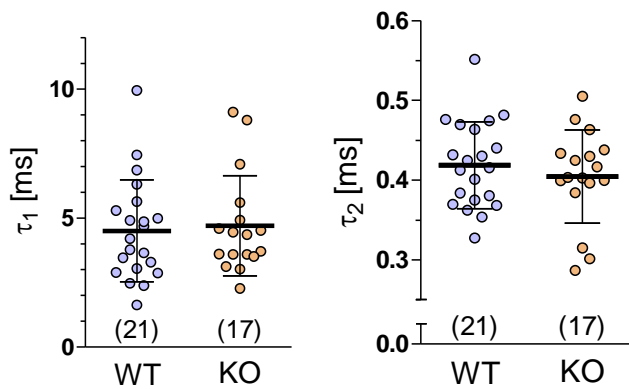 τ1 [ms]
10
5
0
(21) (17)
WT KO
τ2 [ms]
0.6
0.5
0.4
0.3
0.0
(21) (17)
WT KO